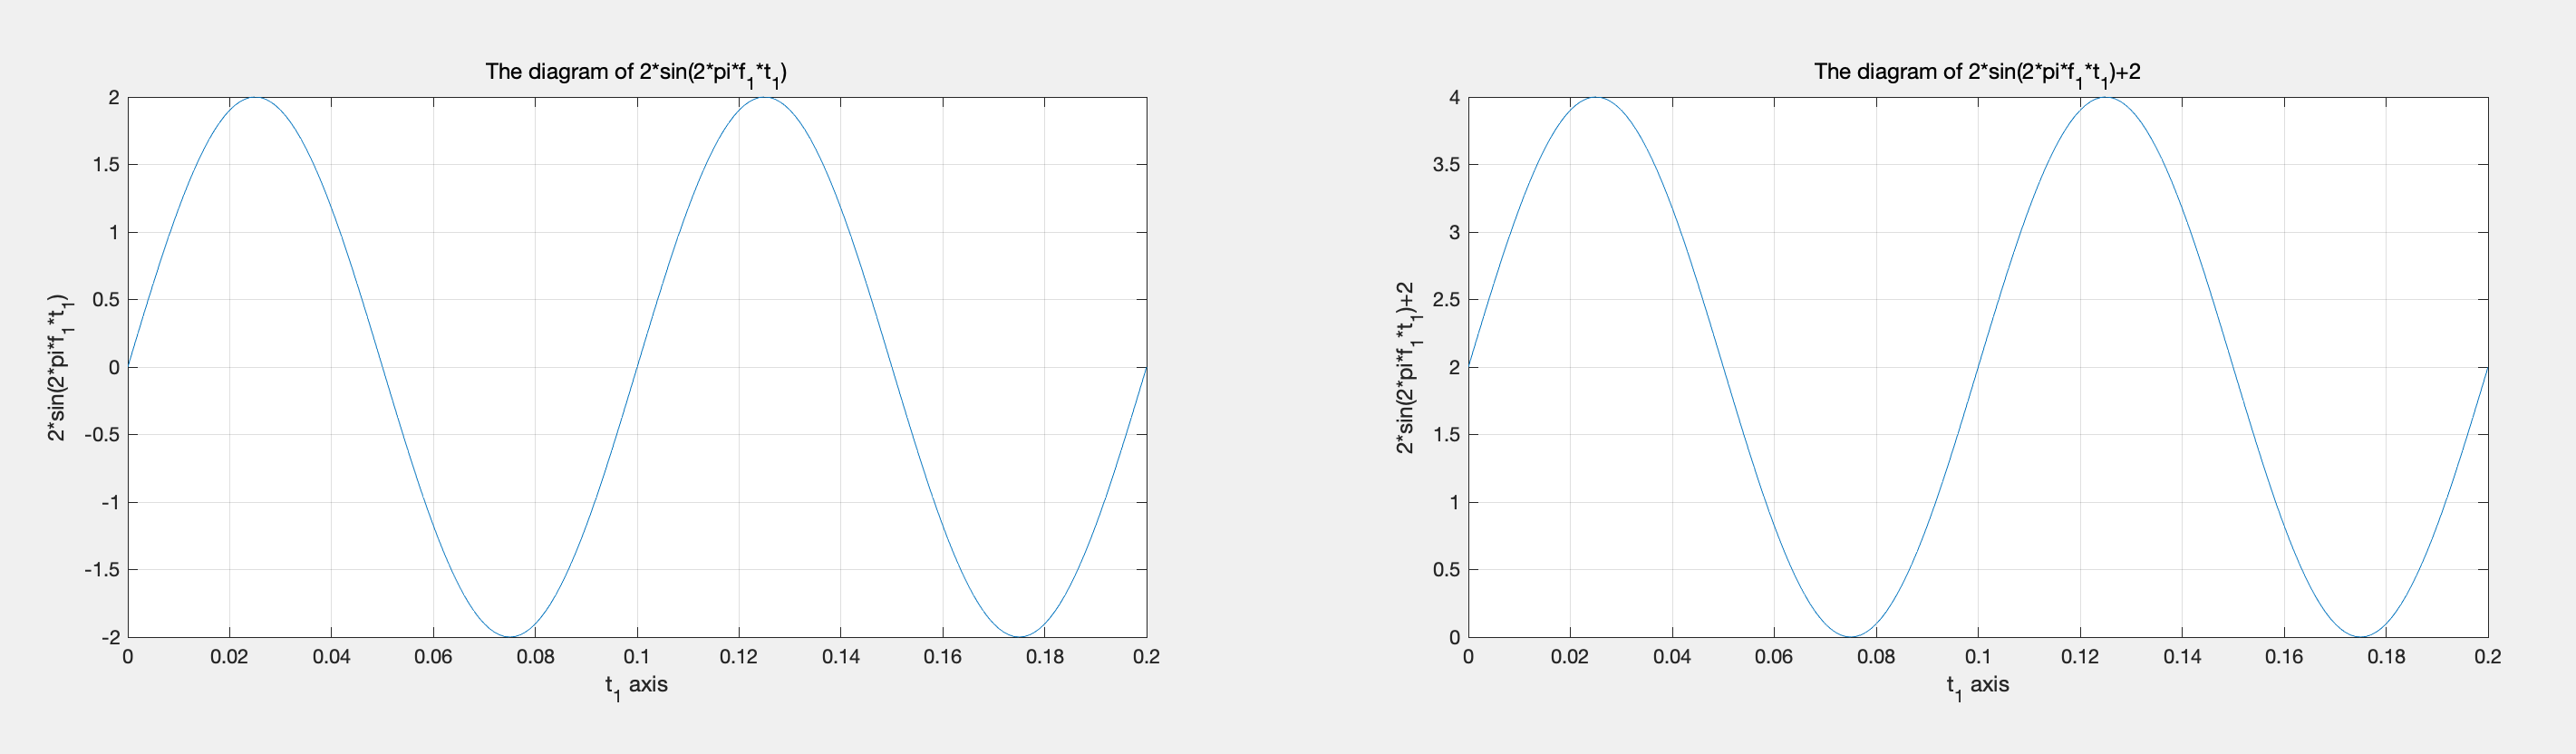 The diagram of 2*sin(2*pi*f1*t1)
2*sin(2*pi*f1*t1)
2
1.5
1
0.5
0
-0.5
-1
-1.5
-2
0 0.02 0.04 0.06 0.08 0.1 0.12 0.14 0.16 0.18 0.2
t1 axis
The diagram of 2*sin(2*pi*f1*t1)+2
2*sin(2*pi*f1*t1)+2
4
3.5
3
2.5
2
1.5
1
0.5
0
0 0.02 0.04 0.06 0.08 0.1 0.12 0.14 0.16 0.18 0.2
t1 axis